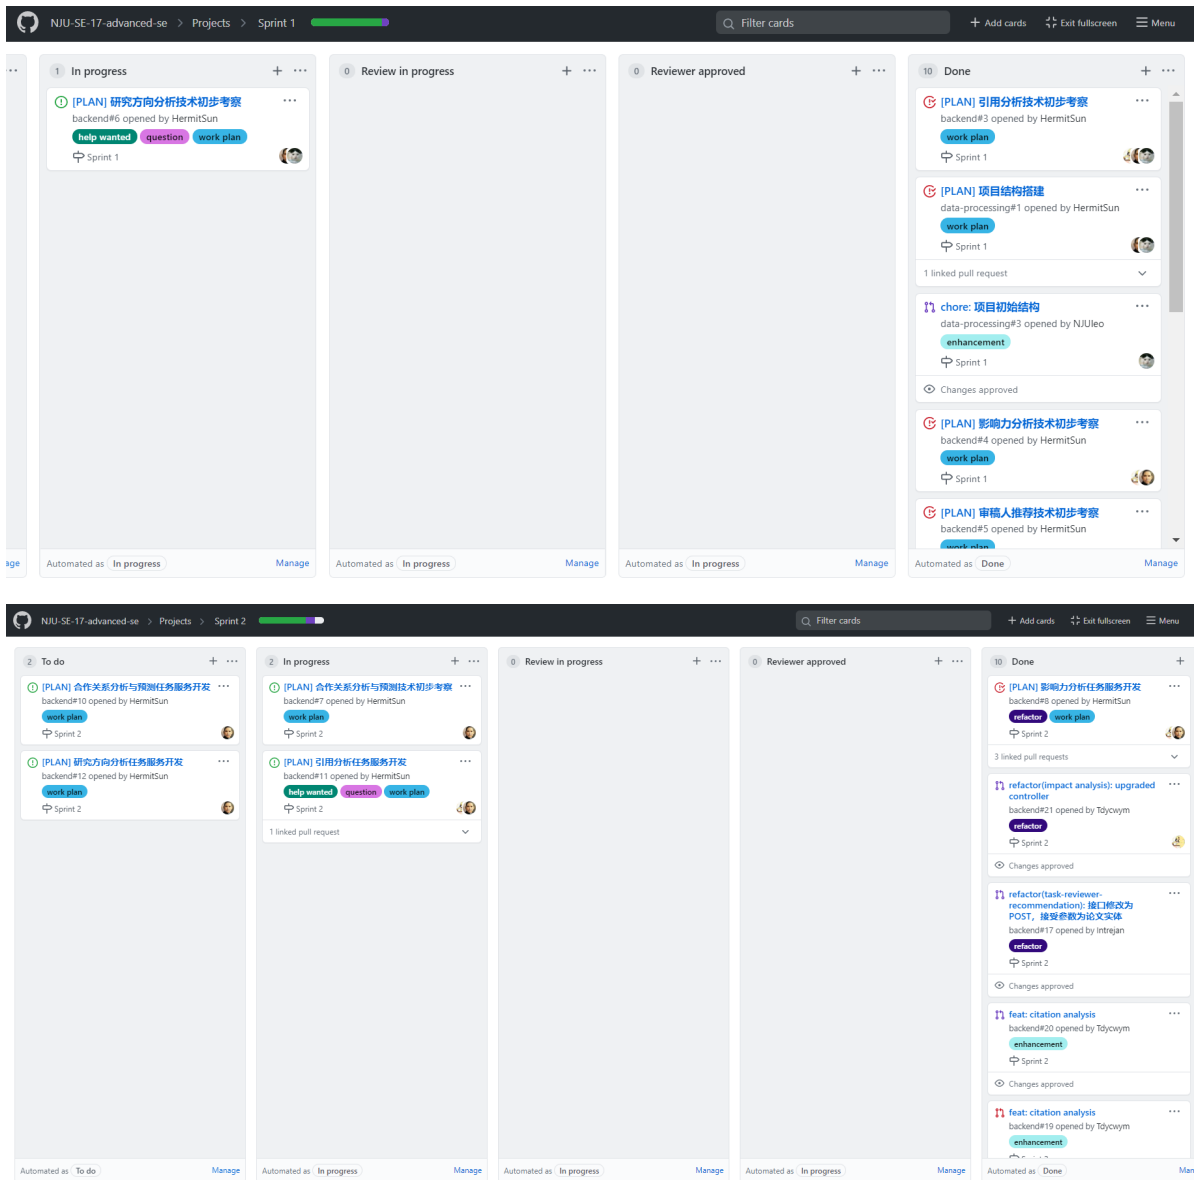 NJU-SE-17-advanced-se > Projects > Sprint 1
Filter cards
+ Add cards
Exit fullscreen
Menu
age
1 In progress
[PLAN] 研究方向分析技术初步考察
backend#6 opened by HermitSun
help wanted question work plan
Sprint 1
Automated as In progress
Manage
0 Review in progress
Automated as In progress
Manage
0 Reviewer approved
Automated as In progress
Manage
10 Done
[PLAN] 引用分析技术初步考察
backend#3 opened by HermitSun
work plan
Sprint 1
[PLAN] 项目结构搭建
data-processing#1 opened by HermitSun
work plan
Sprint 1
1 linked pull request
chore: 项目初始结构
data-processing#3 opened by NJUleo
enhancement
Sprint 1
Changes approved
[PLAN] 影响力分析技术初步考察
backend#4 opened by HermitSun
work plan
Sprint 1
[PLAN] 审稿人推荐技术初步考察
backend#5 opened by HermitSun
work plan
Automated as Done
Manage
NJU-SE-17-advanced-se > Projects > Sprint 2
Filter cards
+ Add cards
Exit fullscreen
Menu
2 To do
[PLAN] 合作关系分析与预测任务服务开发
backend#10 opened by HermitSun
work plan
Sprint 2
[PLAN] 研究方向分析任务服务开发
backend#12 opened by HermitSun
work plan
Sprint 2
Automated as To do
Manage
2 In progress
[PLAN] 合作关系分析与预测技术初步考察
backend#7 opened by HermitSun
work plan
Sprint 2
[PLAN] 引用分析任务服务开发
backend#11 opened by HermitSun
help wanted question work plan
Sprint 2
1 linked pull request
Automated as In progress
Manage
0 Review in progress
Automated as In progress
Manage
0 Reviewer approved
Automated as In progress
Manage
10 Done
[PLAN] 影响力分析任务服务开发
backend#8 opened by HermitSun
refactor work plan
Sprint 2
3 linked pull requests
refactor(impact analysis): upgraded
controller
backend#21 opened by Tdycwym
refactor
Sprint 2
Changes approved
refactor(task-reviewer-
recommendation): 接口修改为
POST，接受参数为论文实体
backend#17 opened by Intrejan
refactor
Sprint 2
Changes approved
feat: citation analysis
backend#20 opened by Tdycwym
enhancement
Sprint 2
Changes approved
feat: citation analysis
backend#19 opened by Tdycwym
enhancement
Sprint 2
Automated as Done
Man